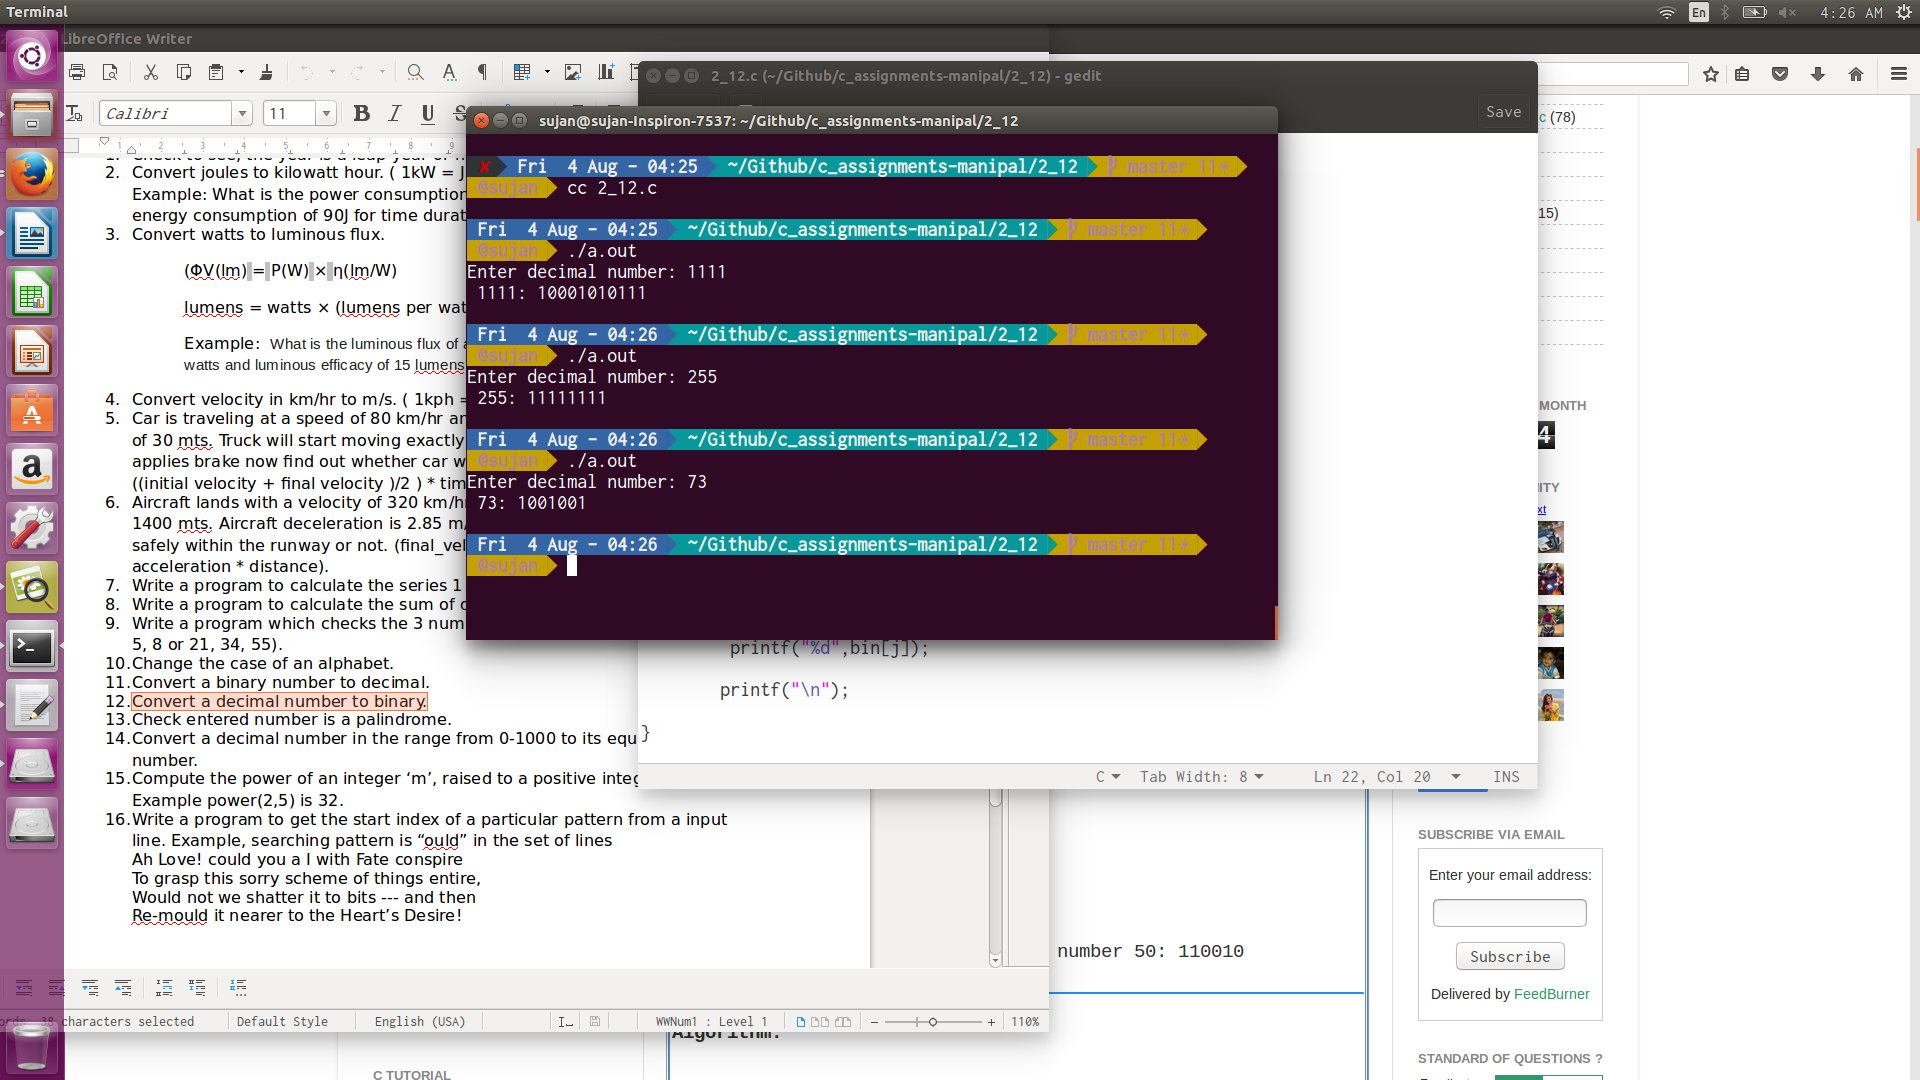 Terminal
En
4:26 AM
LibreOffice Writer
Calibri
11
2_12.c (~/Github/c_assignments-manipal/2_12) - gedit
Save
sujan@sujan-Inspiron-7537: ~/Github/c_assignments-manipal/2_12
✘ Fri 4 Aug - 04:25 ~/Github/c_assignments-manipal/2_12 master 11*
@sujan cc 2_12.c
Fri 4 Aug - 04:25 ~/Github/c_assignments-manipal/2_12 master 11*
@sujan ./a.out
Enter decimal number: 1111
1111: 10001010111
Fri 4 Aug - 04:26 ~/Github/c_assignments-manipal/2_12 master 11*
@sujan ./a.out
Enter decimal number: 255
255: 11111111
Fri 4 Aug - 04:26 ~/Github/c_assignments-manipal/2_12 master 11*
@sujan ./a.out
Enter decimal number: 73
73: 1001001
Fri 4 Aug - 04:26 ~/Github/c_assignments-manipal/2_12 master 11*
@sujan
2. Convert joules to kilowatt hour. ( 1kW = J
Example: What is the power consumption
energy consumption of 90J for time durat
3. Convert watts to luminous flux.
(ΦV(lm) = P(W) × η(lm/W)
lumens = watts × (lumens per wat
Example: What is the luminous flux of a
watts and luminous efficacy of 15 lumens
4. Convert velocity in km/hr to m/s. ( 1kph =
5. Car is traveling at a speed of 80 km/hr an
of 30 mts. Truck will start moving exactly
applies brake now find out whether car w
((initial velocity + final velocity )/2 ) * tim
6. Aircraft lands with a velocity of 320 km/hr
1400 mts. Aircraft deceleration is 2.85 m/
safely within the runway or not. (final_vel
acceleration * distance).
7. Write a program to calculate the series 1
8. Write a program to calculate the sum of d
9. Write a program which checks the 3 num
5, 8 or 21, 34, 55).
10. Change the case of an alphabet.
11. Convert a binary number to decimal.
12. Convert a decimal number to binary.
13. Check entered number is a palindrome.
14. Convert a decimal number in the range from 0-1000 to its equ
number.
15. Compute the power of an integer ‘m’, raised to a positive integ
Example power(2,5) is 32.
16. Write a program to get the start index of a particular pattern from a input
line. Example, searching pattern is “ould” in the set of lines
Ah Love! could you a I with Fate conspire
To grasp this sorry scheme of things entire,
Would not we shatter it to bits --- and then
Re-mould it nearer to the Heart’s Desire!
printf("%d",bin[j]);
printf("\n");
}
C Tab Width: 8 Ln 22, Col 20 INS
38 characters selected Default Style English (USA) WWNum1 : Level 1 110%
number 50: 110010
Algorithm:
C TUTORIAL
c (78)
15)
MONTH
4
ITY
xt
SUBSCRIBE VIA EMAIL
Enter your email address:
Subscribe
Delivered by FeedBurner
STANDARD OF QUESTIONS ?